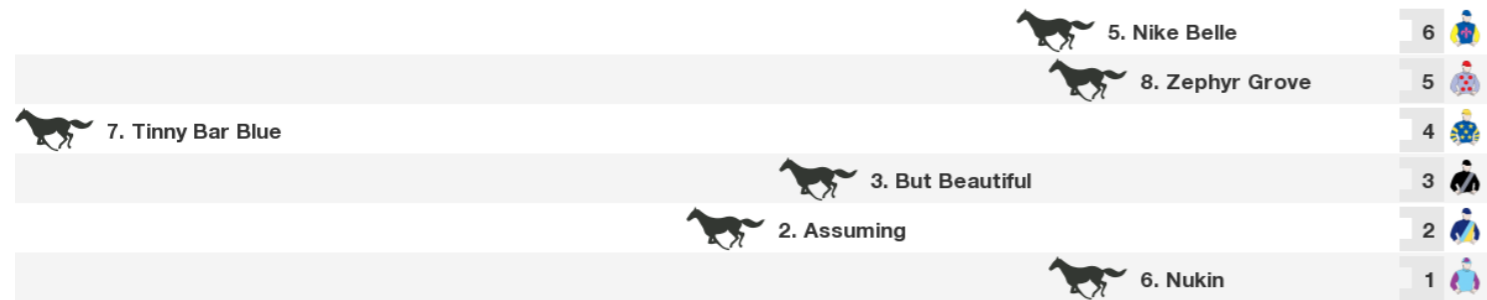 5. Nike Belle 6
8. Zephyr Grove 5
7. Tinny Bar Blue 4
3. But Beautiful 3
2. Assuming 2
6. Nukin 1